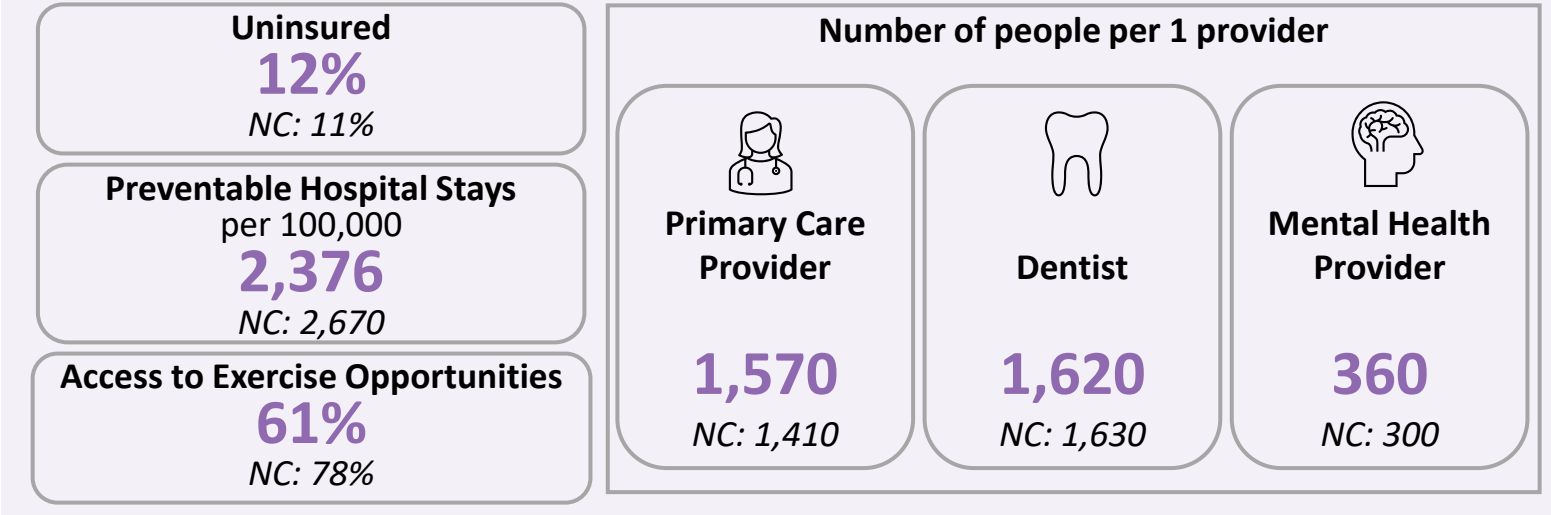 Uninsured
12%
NC: 11%
Preventable Hospital Stays
per 100,000
2,376
NC: 2,670
Access to Exercise Opportunities
61%
NC: 78%
Number of people per 1 provider
Primary Care
Provider
1,570
NC: 1,410
Dentist
1,620
NC: 1,630
Mental Health
Provider
360
NC: 300